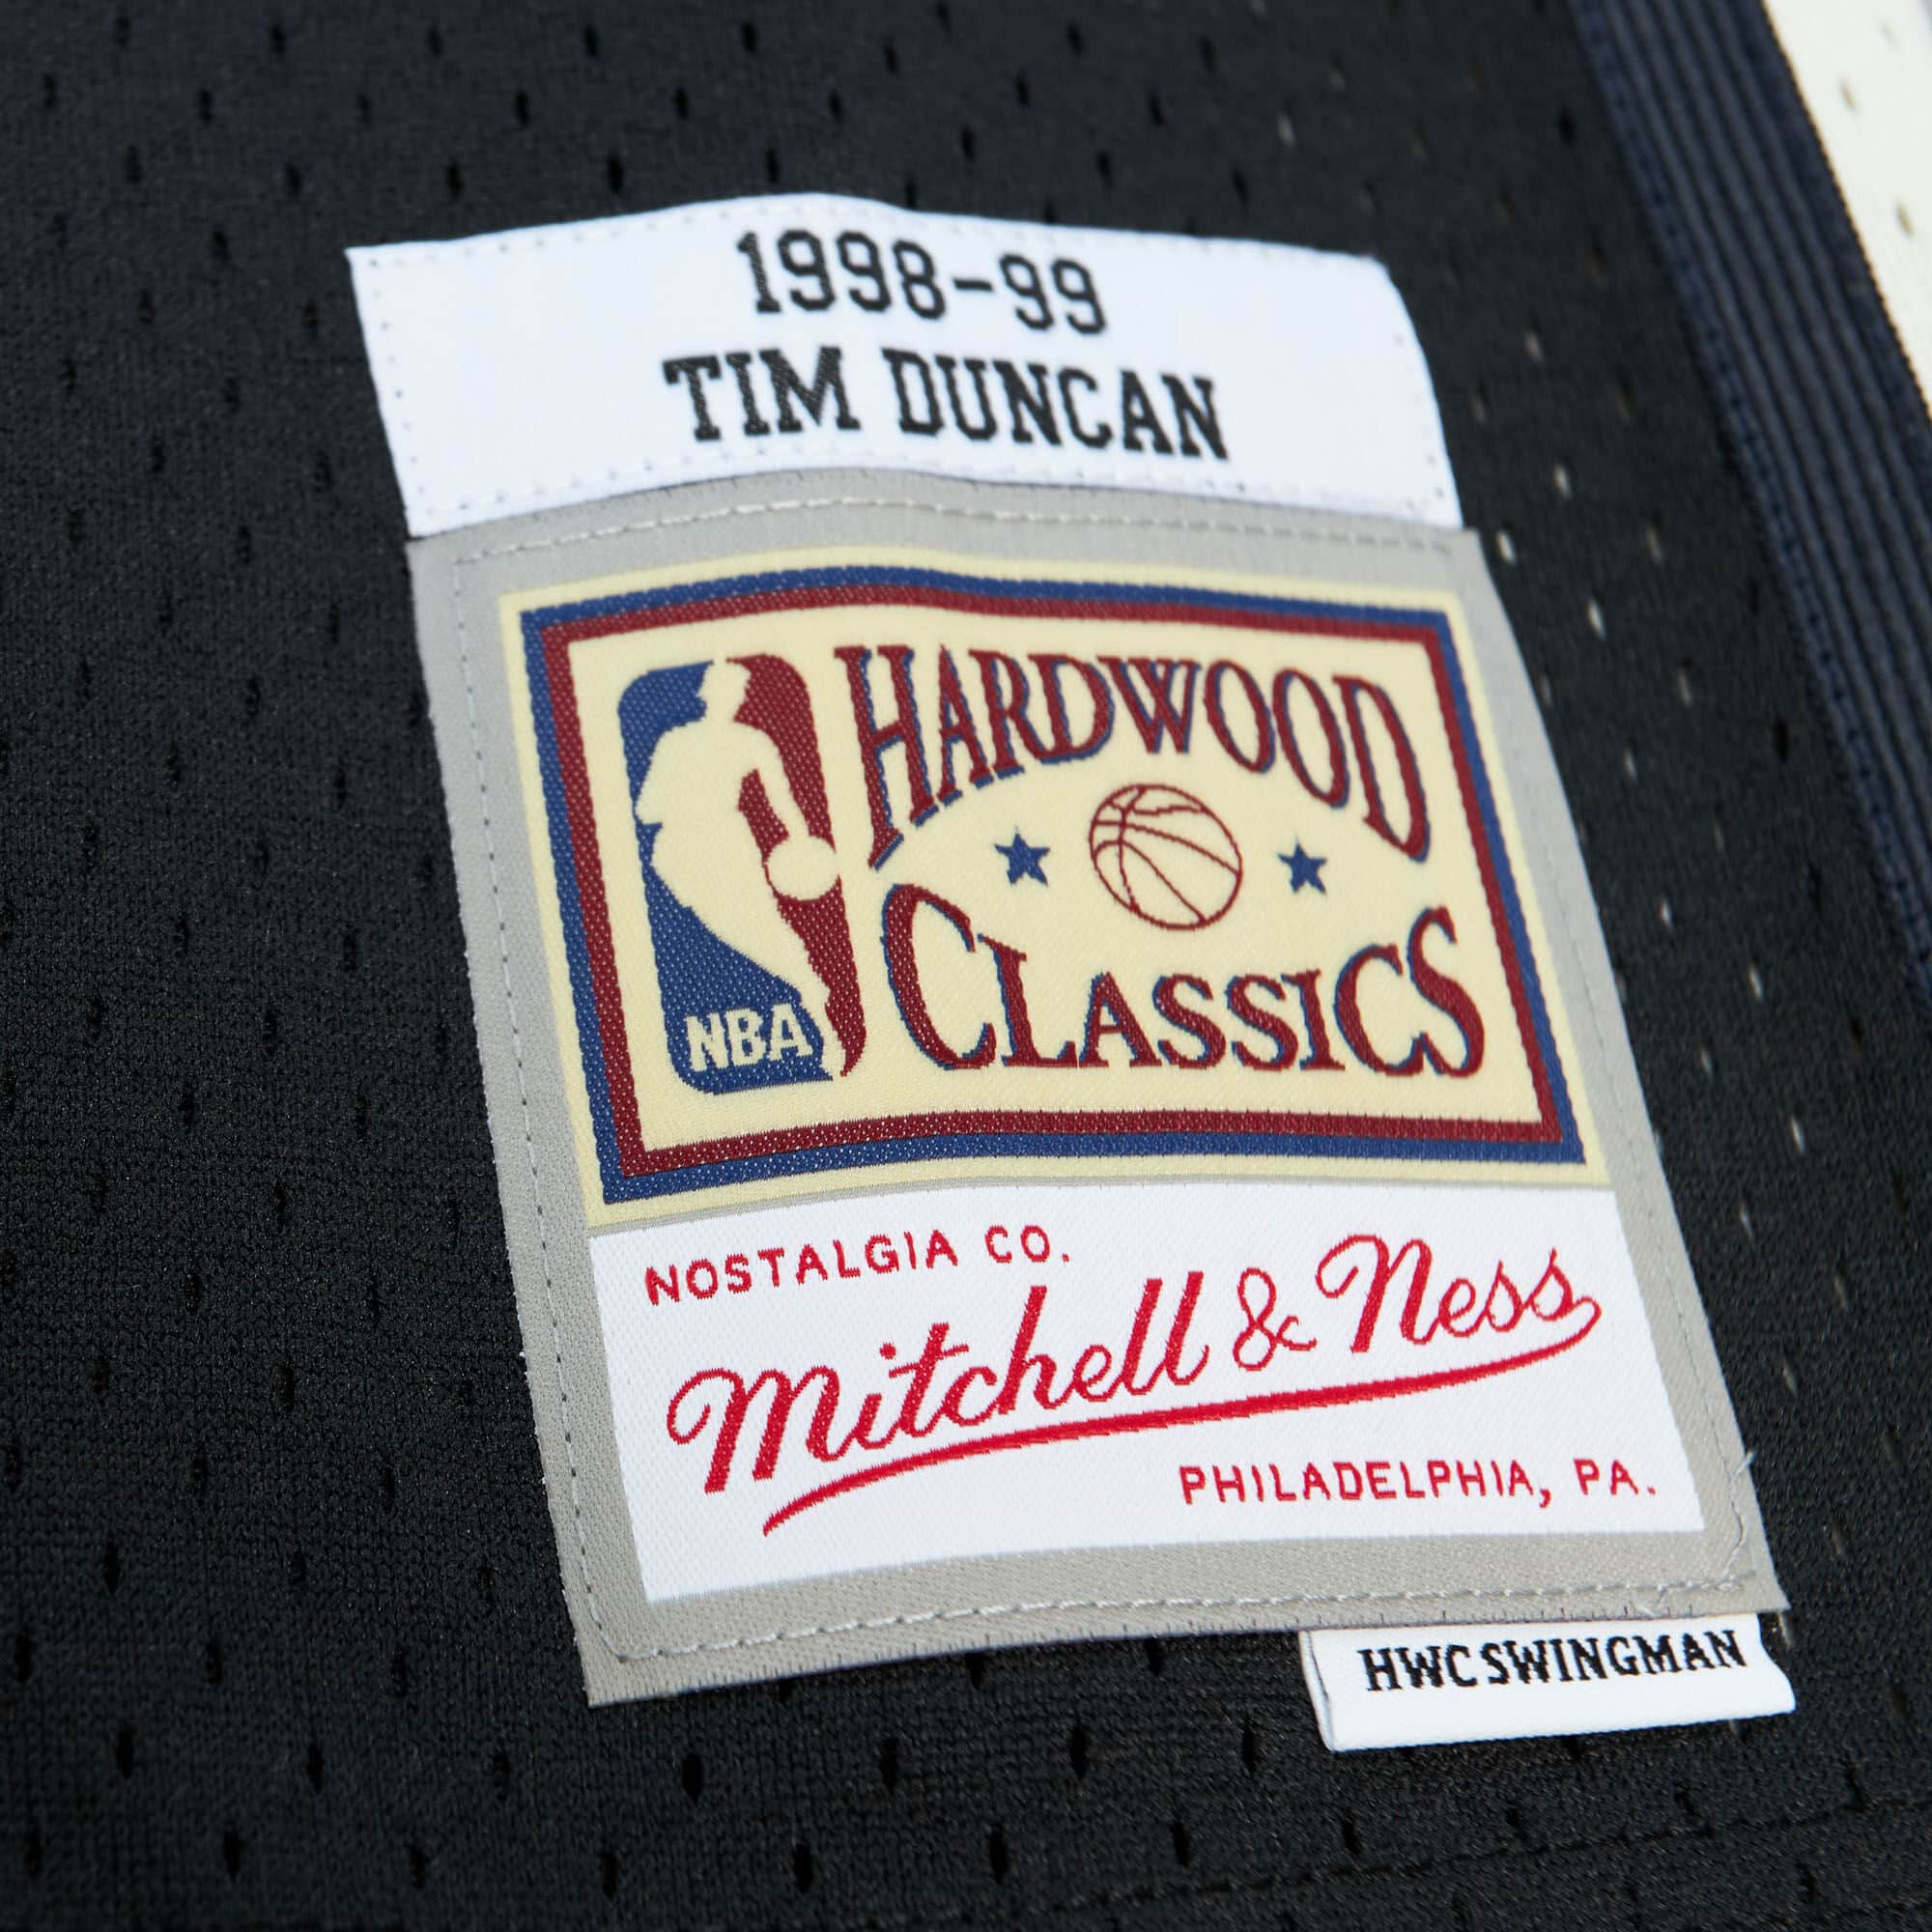 1998-99
TIM DUNCAN
HARDWOOD
CLASSICS
NBA
NOSTALGIA CO.
Mitchell & Ness
PHILADELPHIA, PA.
HWC SWINGMAN